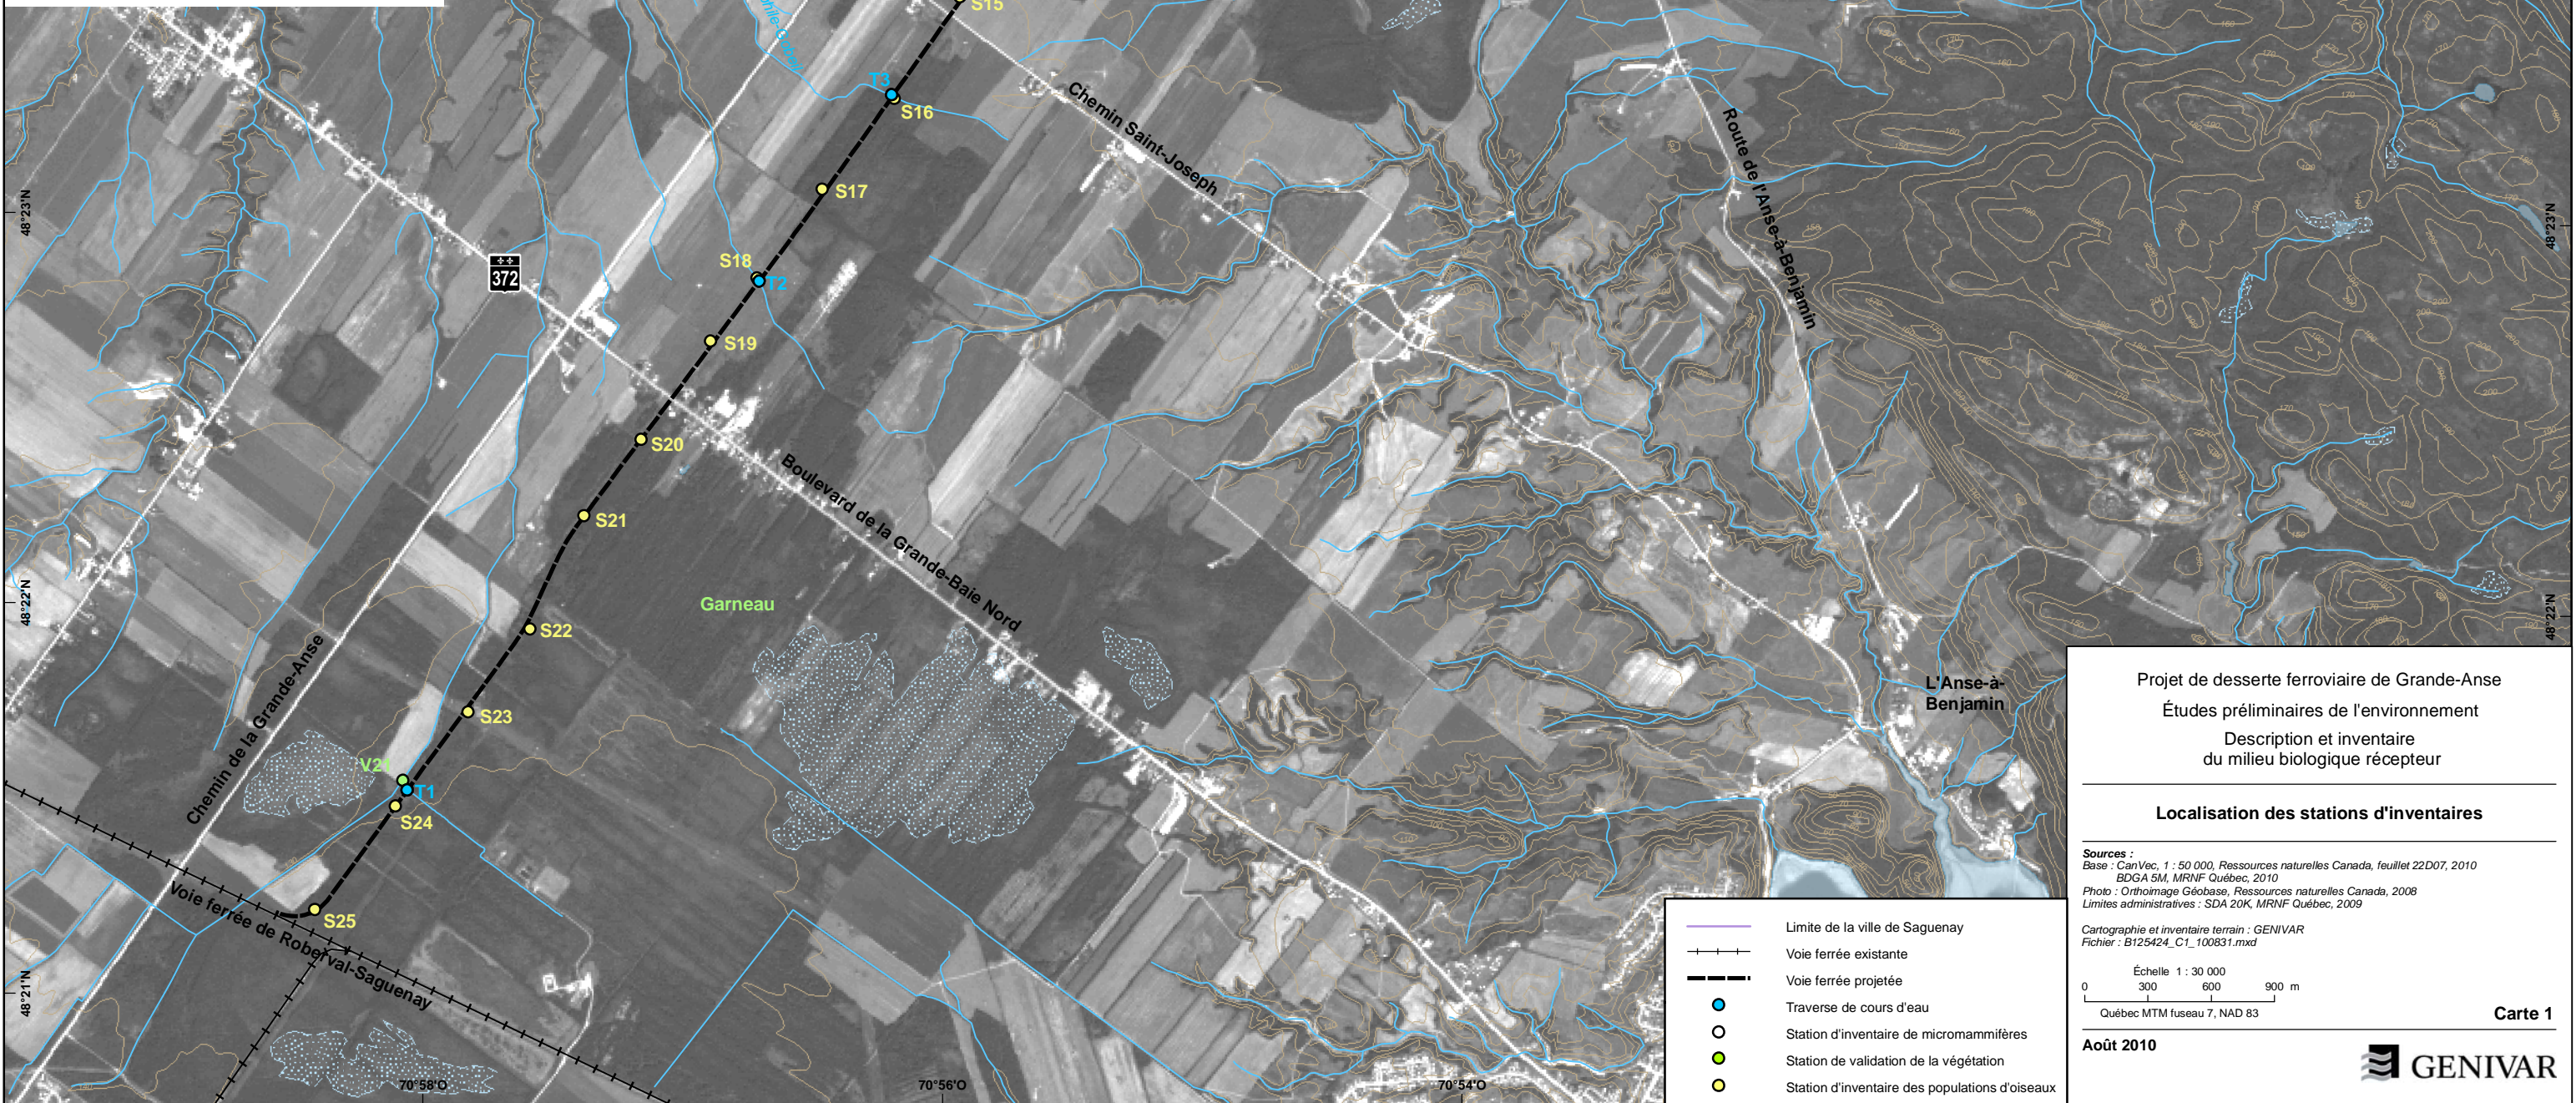 S15
T3
S16
Chemin Saint-Joseph
Route de l'Anse-à-Benjamin
S17
48°23'N
48°23'N
S18
T2
372
S19
S20
Boulevard de la Grande-Baie Nord
S21
Garneau
48°22'N
48°22'N
S22
Chemin de la Grande-Anse
S23
L'Anse-à-
Benjamin
V21
T1
S24
Voie ferrée de Roberval-Saguenay
S25
48°21'N
70°58'O
70°56'O
70°54'O
Limite de la ville de Saguenay
Voie ferrée existante
Voie ferrée projetée
Traverse de cours d'eau
Station d'inventaire de micromammifères
Station de validation de la végétation
Station d'inventaire des populations d'oiseaux
Projet de desserte ferroviaire de Grande-Anse
Études préliminaires de l'environnement
Description et inventaire
du milieu biologique récepteur
Localisation des stations d'inventaires
Sources :
Base : CanVec, 1 : 50 000, Ressources naturelles Canada, feuillet 22D07, 2010
BDGA 5M, MRNF Québec, 2010
Photo : Orthoimage Géobase, Ressources naturelles Canada, 2008
Limites administratives : SDA 20K, MRNF Québec, 2009
Cartographie et inventaire terrain : GENIVAR
Fichier : B125424_C1_100831.mxd
Échelle 1 : 30 000
0 300 600 900 m
Québec MTM fuseau 7, NAD 83
Carte 1
Août 2010
GENIVAR